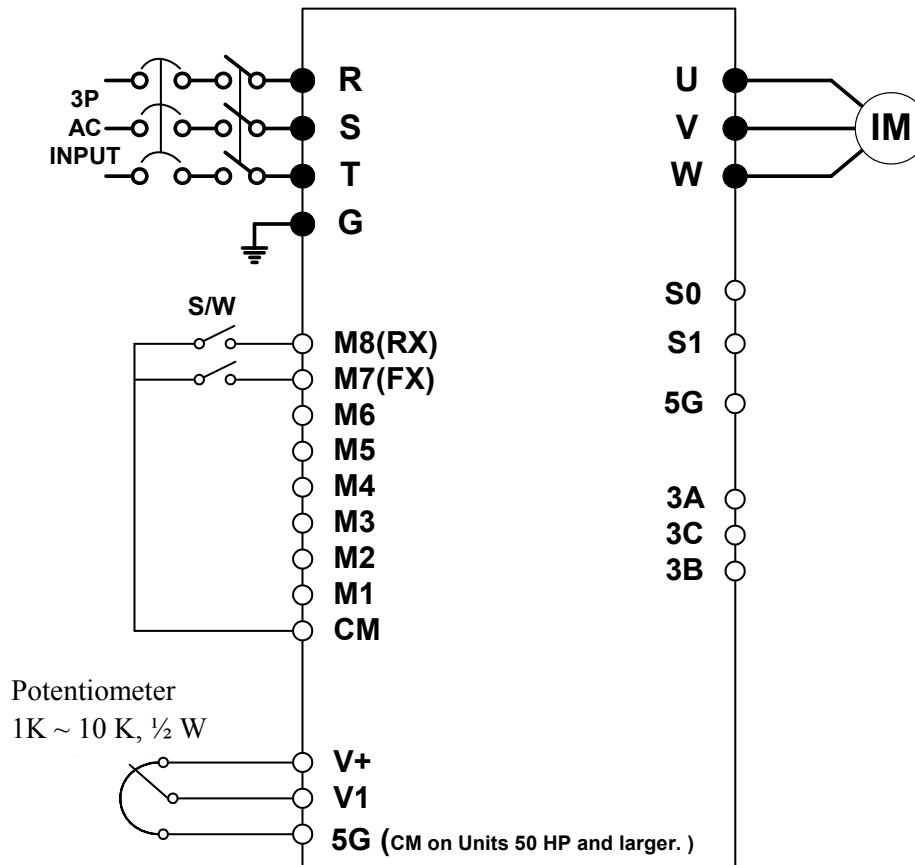 3P
AC
INPUT
R
S
T
G
U
V
W
IM
S/W
M8(RX)
M7(FX)
M6
M5
M4
M3
M2
M1
CM
S0
S1
5G
3A
3C
3B
Potentiometer
1K ~ 10 K, ½ W
V+
V1
5G (CM on Units 50 HP and larger. )